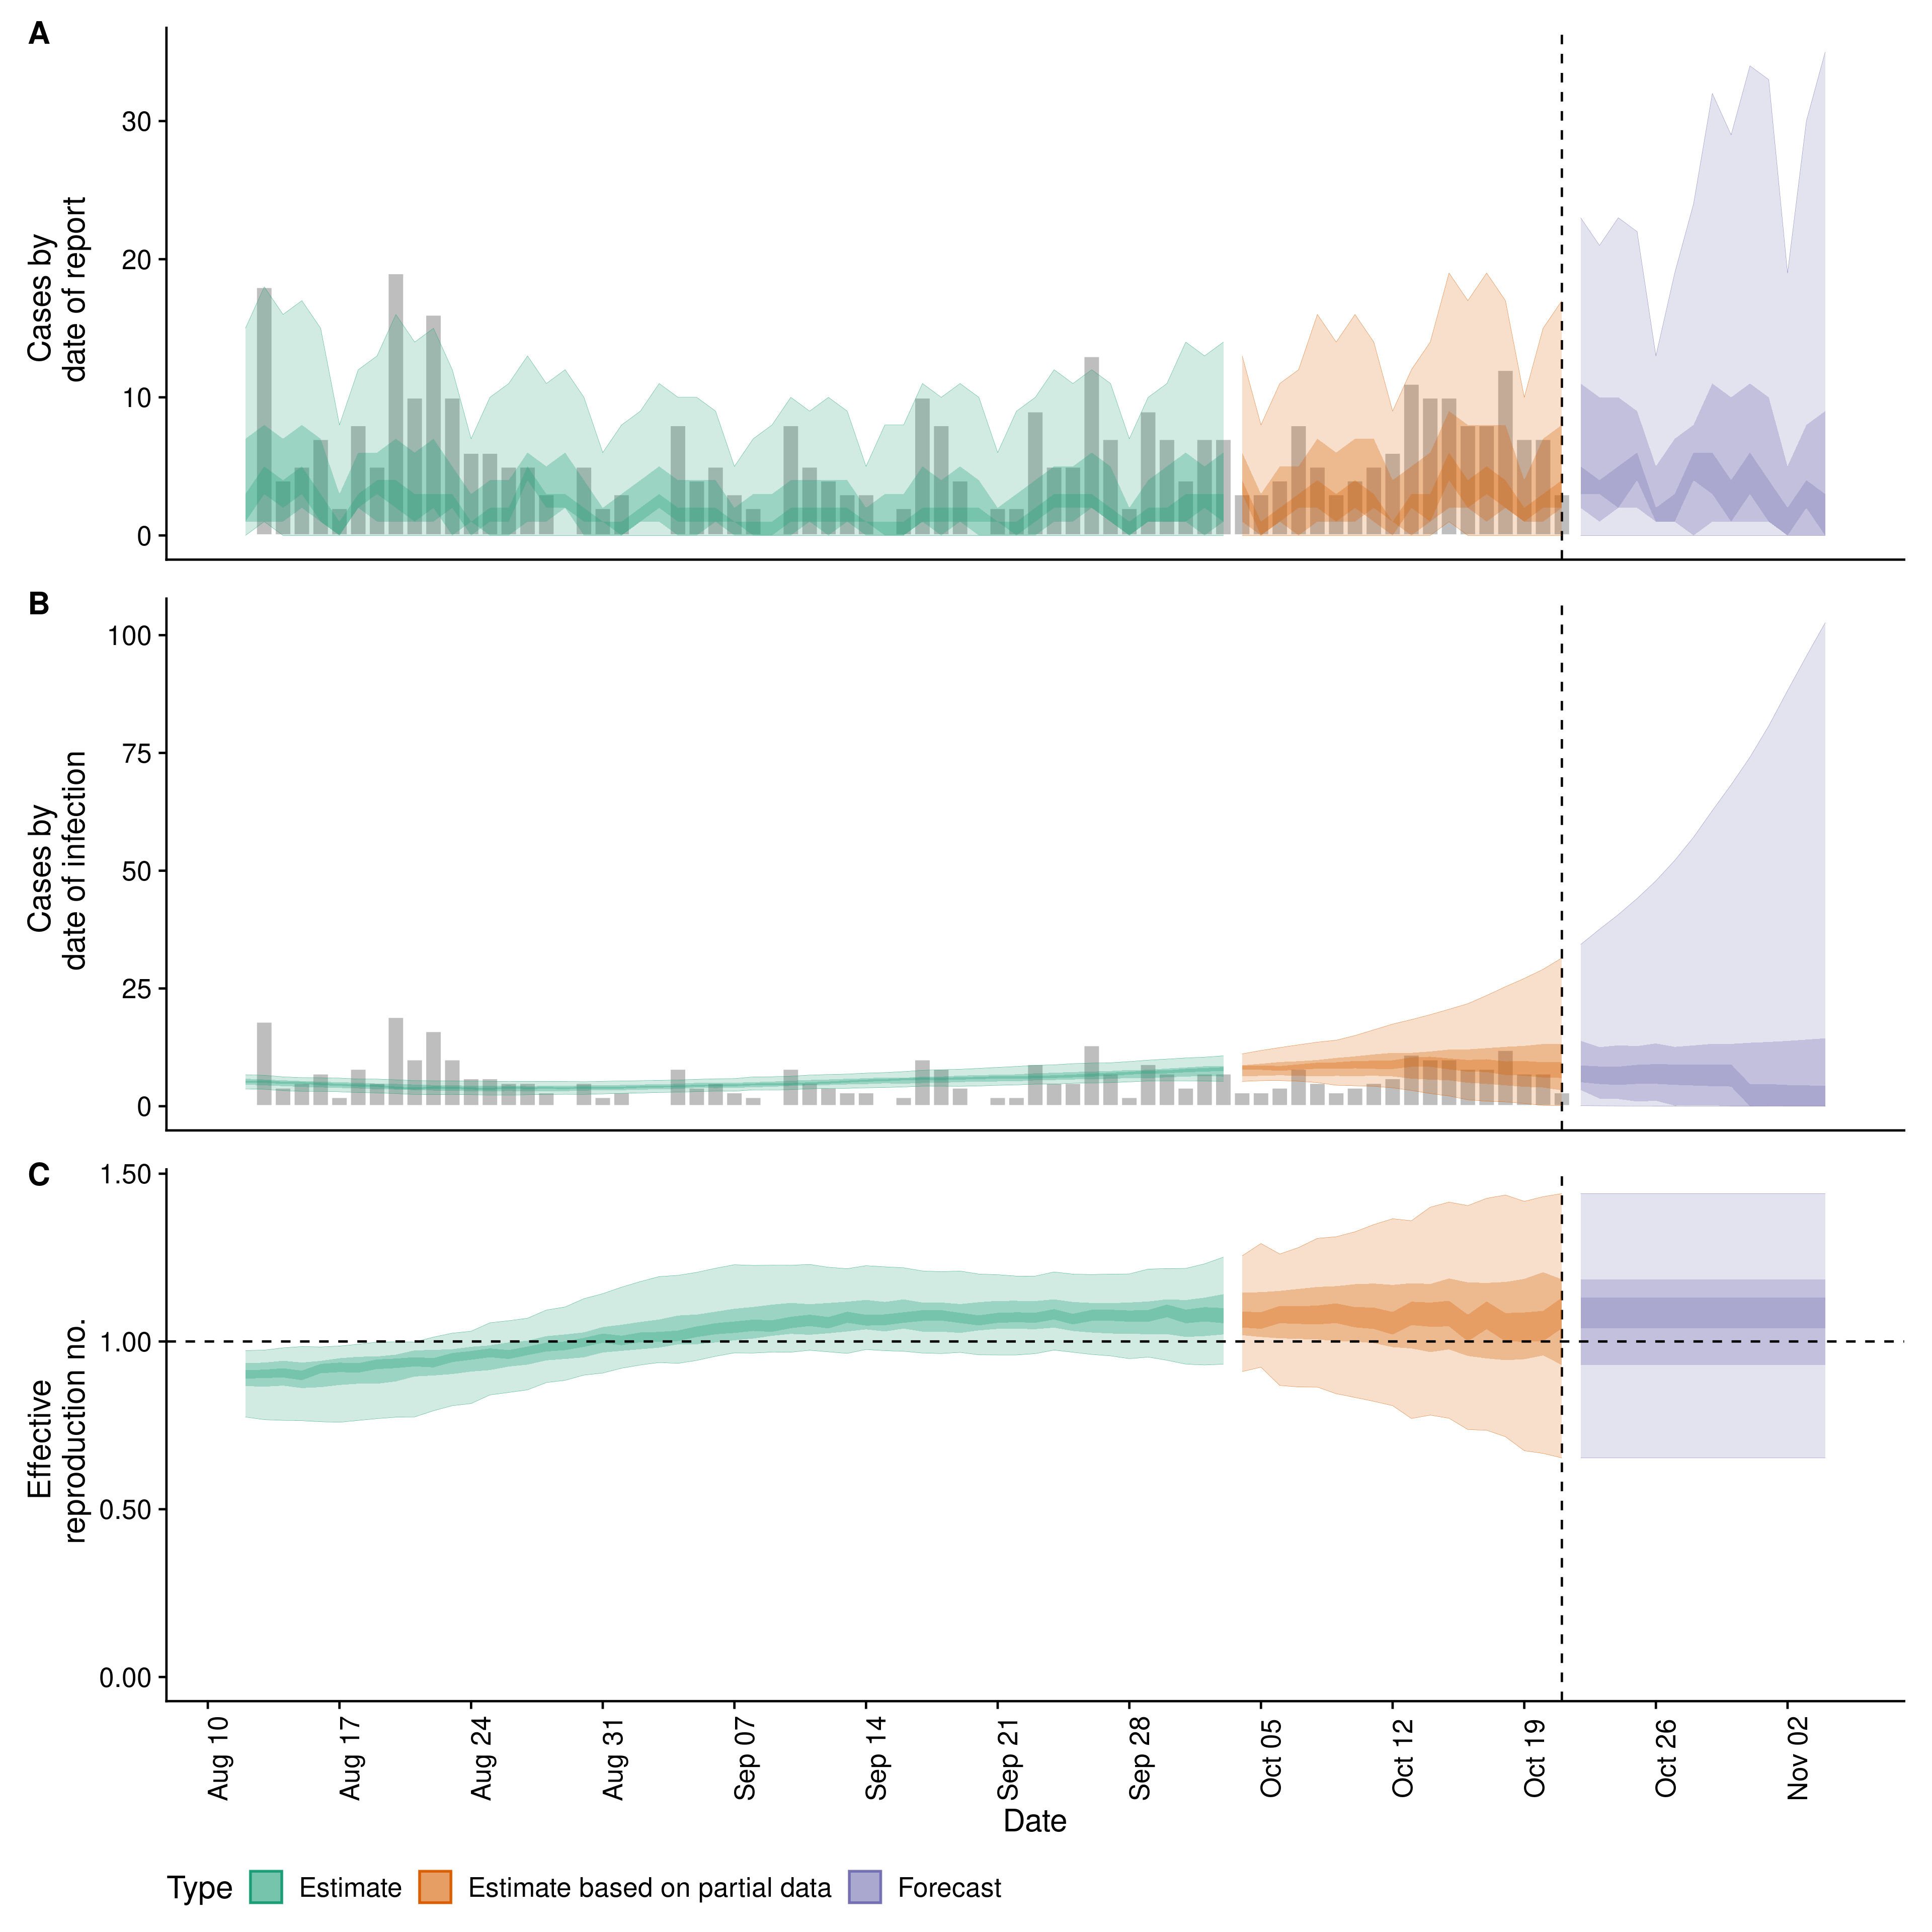 A
Cases by
date of report
30
20
10
0
B
Cases by
date of infection
100
75
50
25
0
C
Effective
reproduction no.
1.50
1.00
0.50
0.00
Aug 10
Aug 17
Aug 24
Aug 31
Sep 07
Sep 14
Sep 21
Sep 28
Oct 05
Oct 12
Oct 19
Oct 26
Nov 02
Date
Type Estimate Estimate based on partial data Forecast